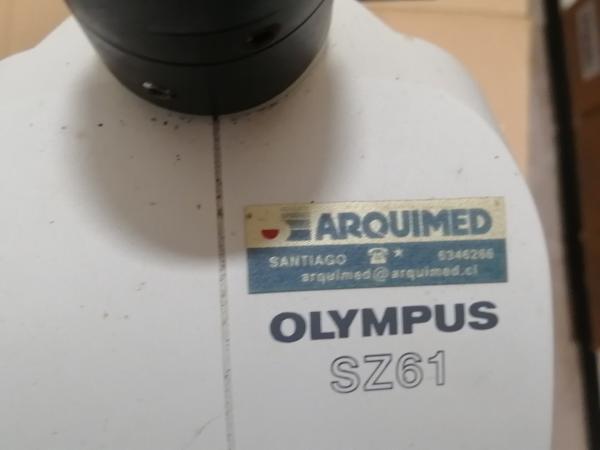 ARQUIMED
SANTIAGO ☎* 6346266
arquimed@arquimed.cl
OLYMPUS
SZ61